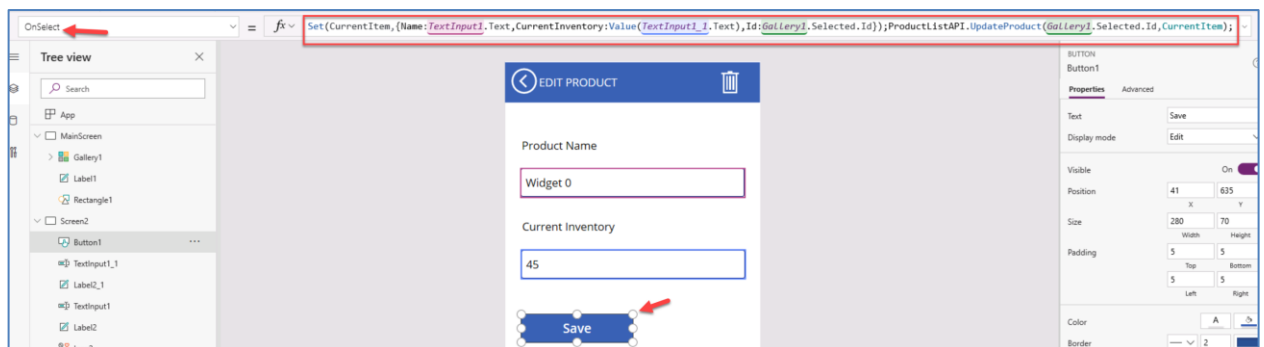 OnSelect = fx Set(CurrentItem,{Name:TextInput1.Text,CurrentInventory:Value(TextInput1_1.Text),Id:Gallery1.Selected.Id});ProductListAPI.UpdateProduct(Gallery1.Selected.Id,CurrentItem);
Tree view
Search
App
MainScreen
Gallery1
Label1
Rectangle1
Screen2
Button1 ...
TextInput1_1
Label2_1
TextInput1
Label2
EDIT PRODUCT
Product Name
Widget 0
Current Inventory
45
Save
BUTTON
Button1
Properties Advanced
Text Save
Display mode Edit
Visible On
Position 41 635
X Y
Size 280 70
Width Height
Padding 5 5
Top Bottom
5 5
Left Right
Color A
Border 2